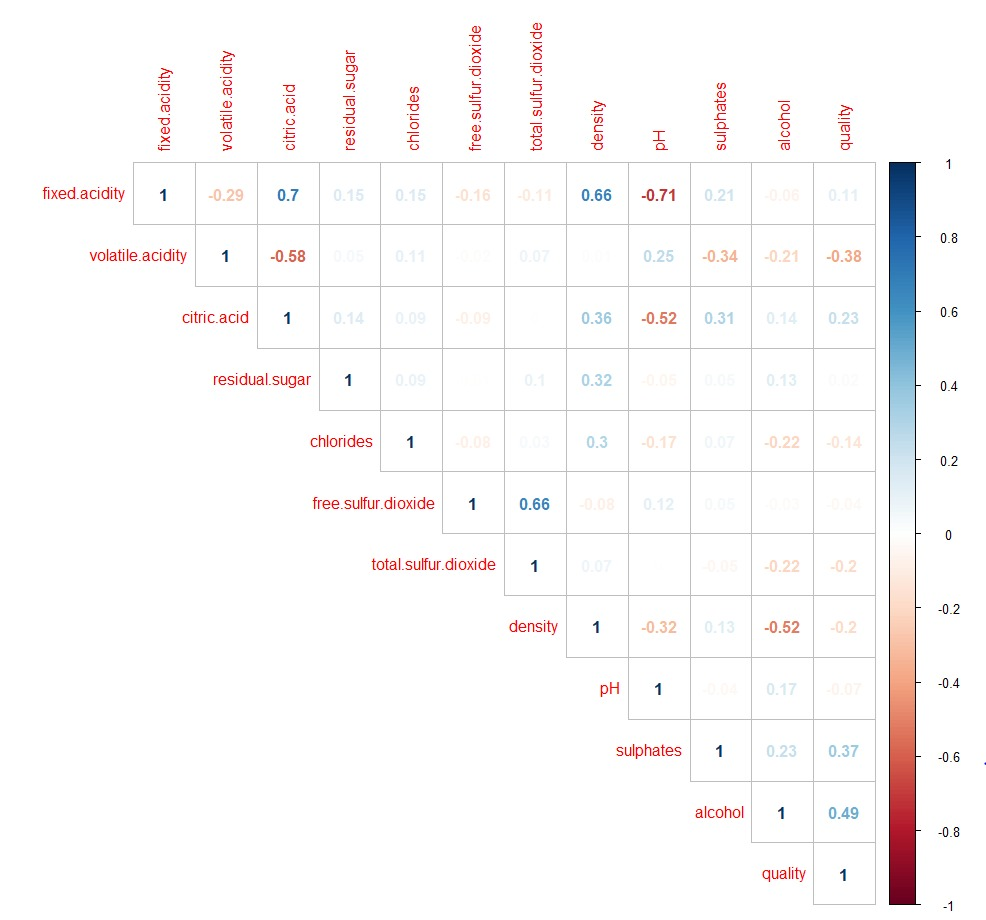 fixed.acidity volatile.acidity citric.acid residual.sugar chlorides free.sulfur.dioxide total.sulfur.dioxide density pH sulphates alcohol quality
fixed.acidity 1 -0.29 0.7 0.15 0.15 -0.16 -0.11 0.66 -0.71 0.21 -0.06 0.11
volatile.acidity 1 -0.58 0.05 0.11 0.07 0.25 -0.34 -0.21 -0.38
citric.acid 1 0.14 0.09 -0.09 0.36 -0.52 0.31 0.14 0.23
residual.sugar 1 0.09 0.1 0.32 -0.05 0.05 0.13 0.02
chlorides 1 -0.08 0.03 0.3 -0.17 0.07 -0.22 -0.14
free.sulfur.dioxide 1 0.66 -0.08 0.12 0.05 -0.04
total.sulfur.dioxide 1 0.07 -0.05 -0.22 -0.2
density 1 -0.32 0.13 -0.52 -0.2
pH 1 -0.04 0.17 -0.07
sulphates 1 0.23 0.37
alcohol 1 0.49
quality 1
1
0.8
0.6
0.4
0.2
0
-0.2
-0.4
-0.6
-0.8
-1